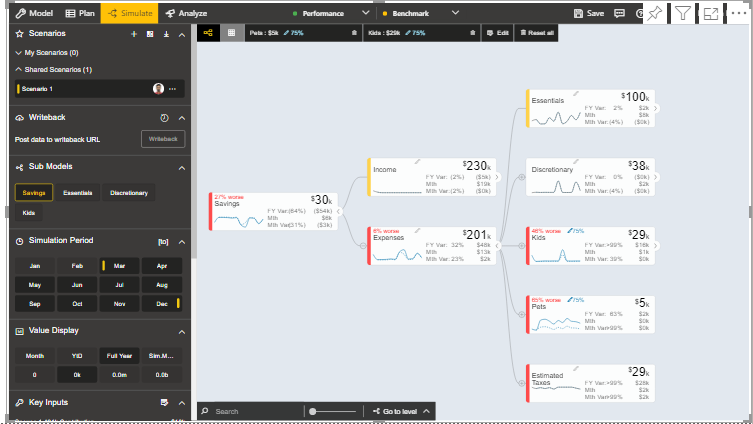 Model Plan Simulate Analyze Performance Benchmark Save
Scenarios
My Scenarios (0)
Shared Scenarios (1)
Scenario 1
Writeback
Post data to writeback URL Writeback
Sub Models
Savings Essentials Discretionary
Kids
Simulation Period [to]
Jan Feb Mar Apr
May Jun Jul Aug
Sep Oct Nov Dec
Value Display
Month YTD Full Year Sim.M...
0 0k 0.0m 0.0b
Key Inputs
Pets : $5k 75% Kids : $29k 75% Edit Reset all
27% worse
Savings $30k
FY Var:(64%) ($54k)
Mth $6k
Mth Var(31%) ($3k)
Income $230k
FY Var: (2%) ($5k)
Mth $19k
Mth Var:(2%) ($0k)
6% worse
Expenses $201k
FY Var: 32% $48k
Mth $13k
Mth Var: 23% $2k
Essentials $100k
FY Var: 2% $2k
Mth $8k
Mth Var:(4%) ($0k)
Discretionary $38k
FY Var: 0% ($0k)
Mth $2k
Mth Var:(4%) ($0k)
48% worse 75%
Kids $29k
FY Var:>99% $16k
Mth $1k
Mth Var: 39% $0k
65% worse 75%
Pets $5k
FY Var: 63% $2k
Mth $0k
Mth Var>99% $0k
Estimated
Taxes $29k
FY Var:>99% $26k
Mth $2k
Mth Var>99% $2k
Search Go to level